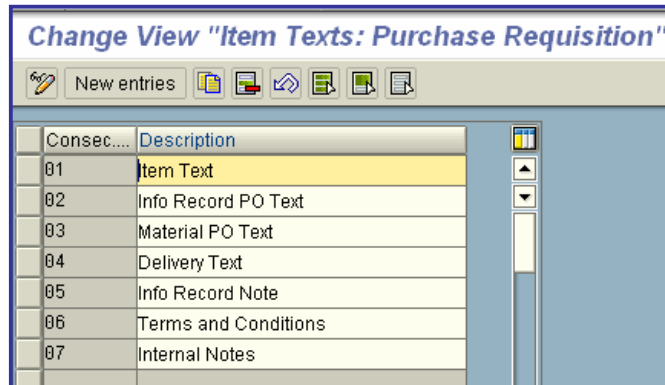 Change View "Item Texts: Purchase Requisition"
New entries
Consec.... Description
01 Item Text
02 Info Record PO Text
03 Material PO Text
04 Delivery Text
05 Info Record Note
06 Terms and Conditions
07 Internal Notes